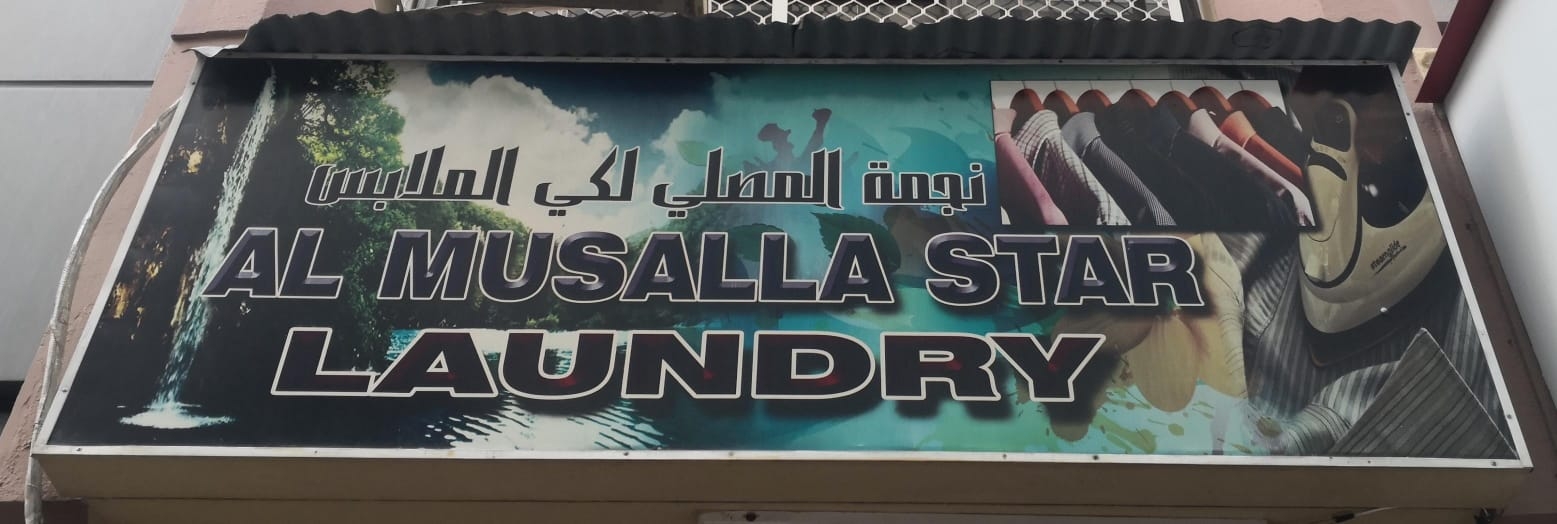 نجمة المصلي لكي الملابس
AL MUSALLA STAR
LAUNDRY